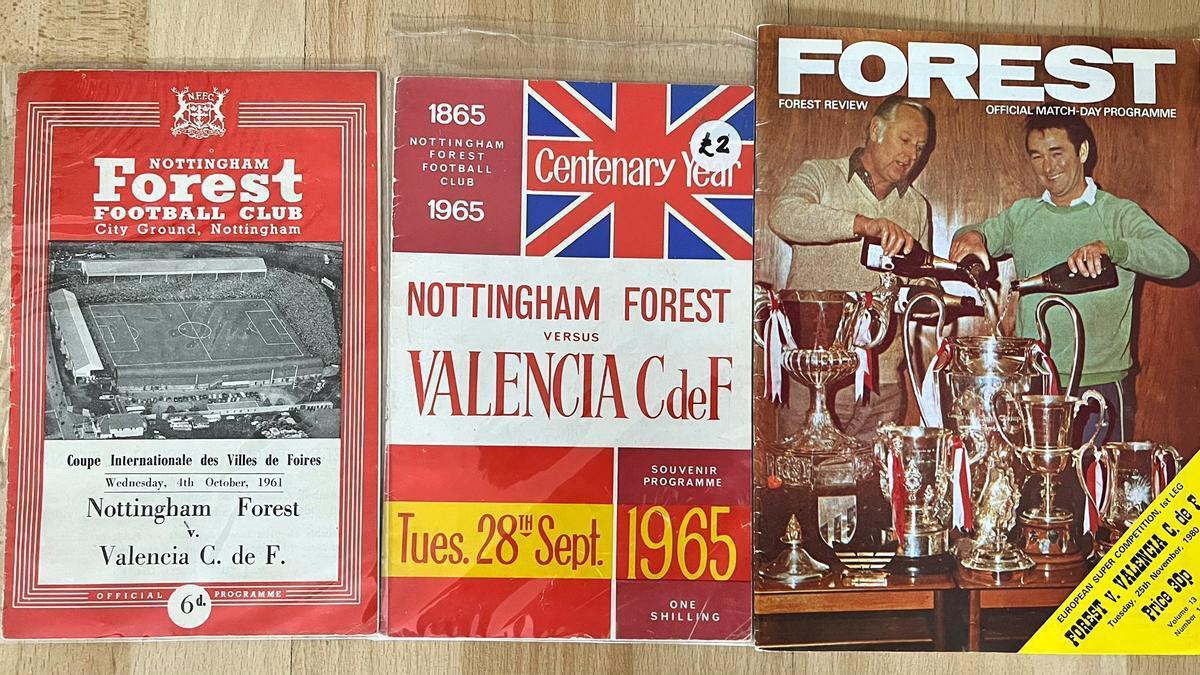 N.F.F.C.
NOTTINGHAM
Forest
FOOTBALL CLUB
City Ground, Nottingham
Coupe Internationale des Villes de Foires
Wednesday, 4th October, 1961
Nottingham Forest
v.
Valencia C. de F.
OFFICIAL 6d. PROGRAMME
1865
NOTTINGHAM
FOREST
FOOTBALL
CLUB
1965
£2
Centenary Year
NOTTINGHAM FOREST
VERSUS
VALENCIA CdeF
Tues. 28TH Sept.
SOUVENIR
PROGRAMME
1965
ONE
SHILLING
FOREST
FOREST REVIEW
OFFICIAL MATCH-DAY PROGRAMME
EUROPEAN SUPER COMPETITION, 1st LEG
FOREST V. VALENCIA C. de F
Tuesday, 25th November, 1980
Price 30p
Volume 13
Number